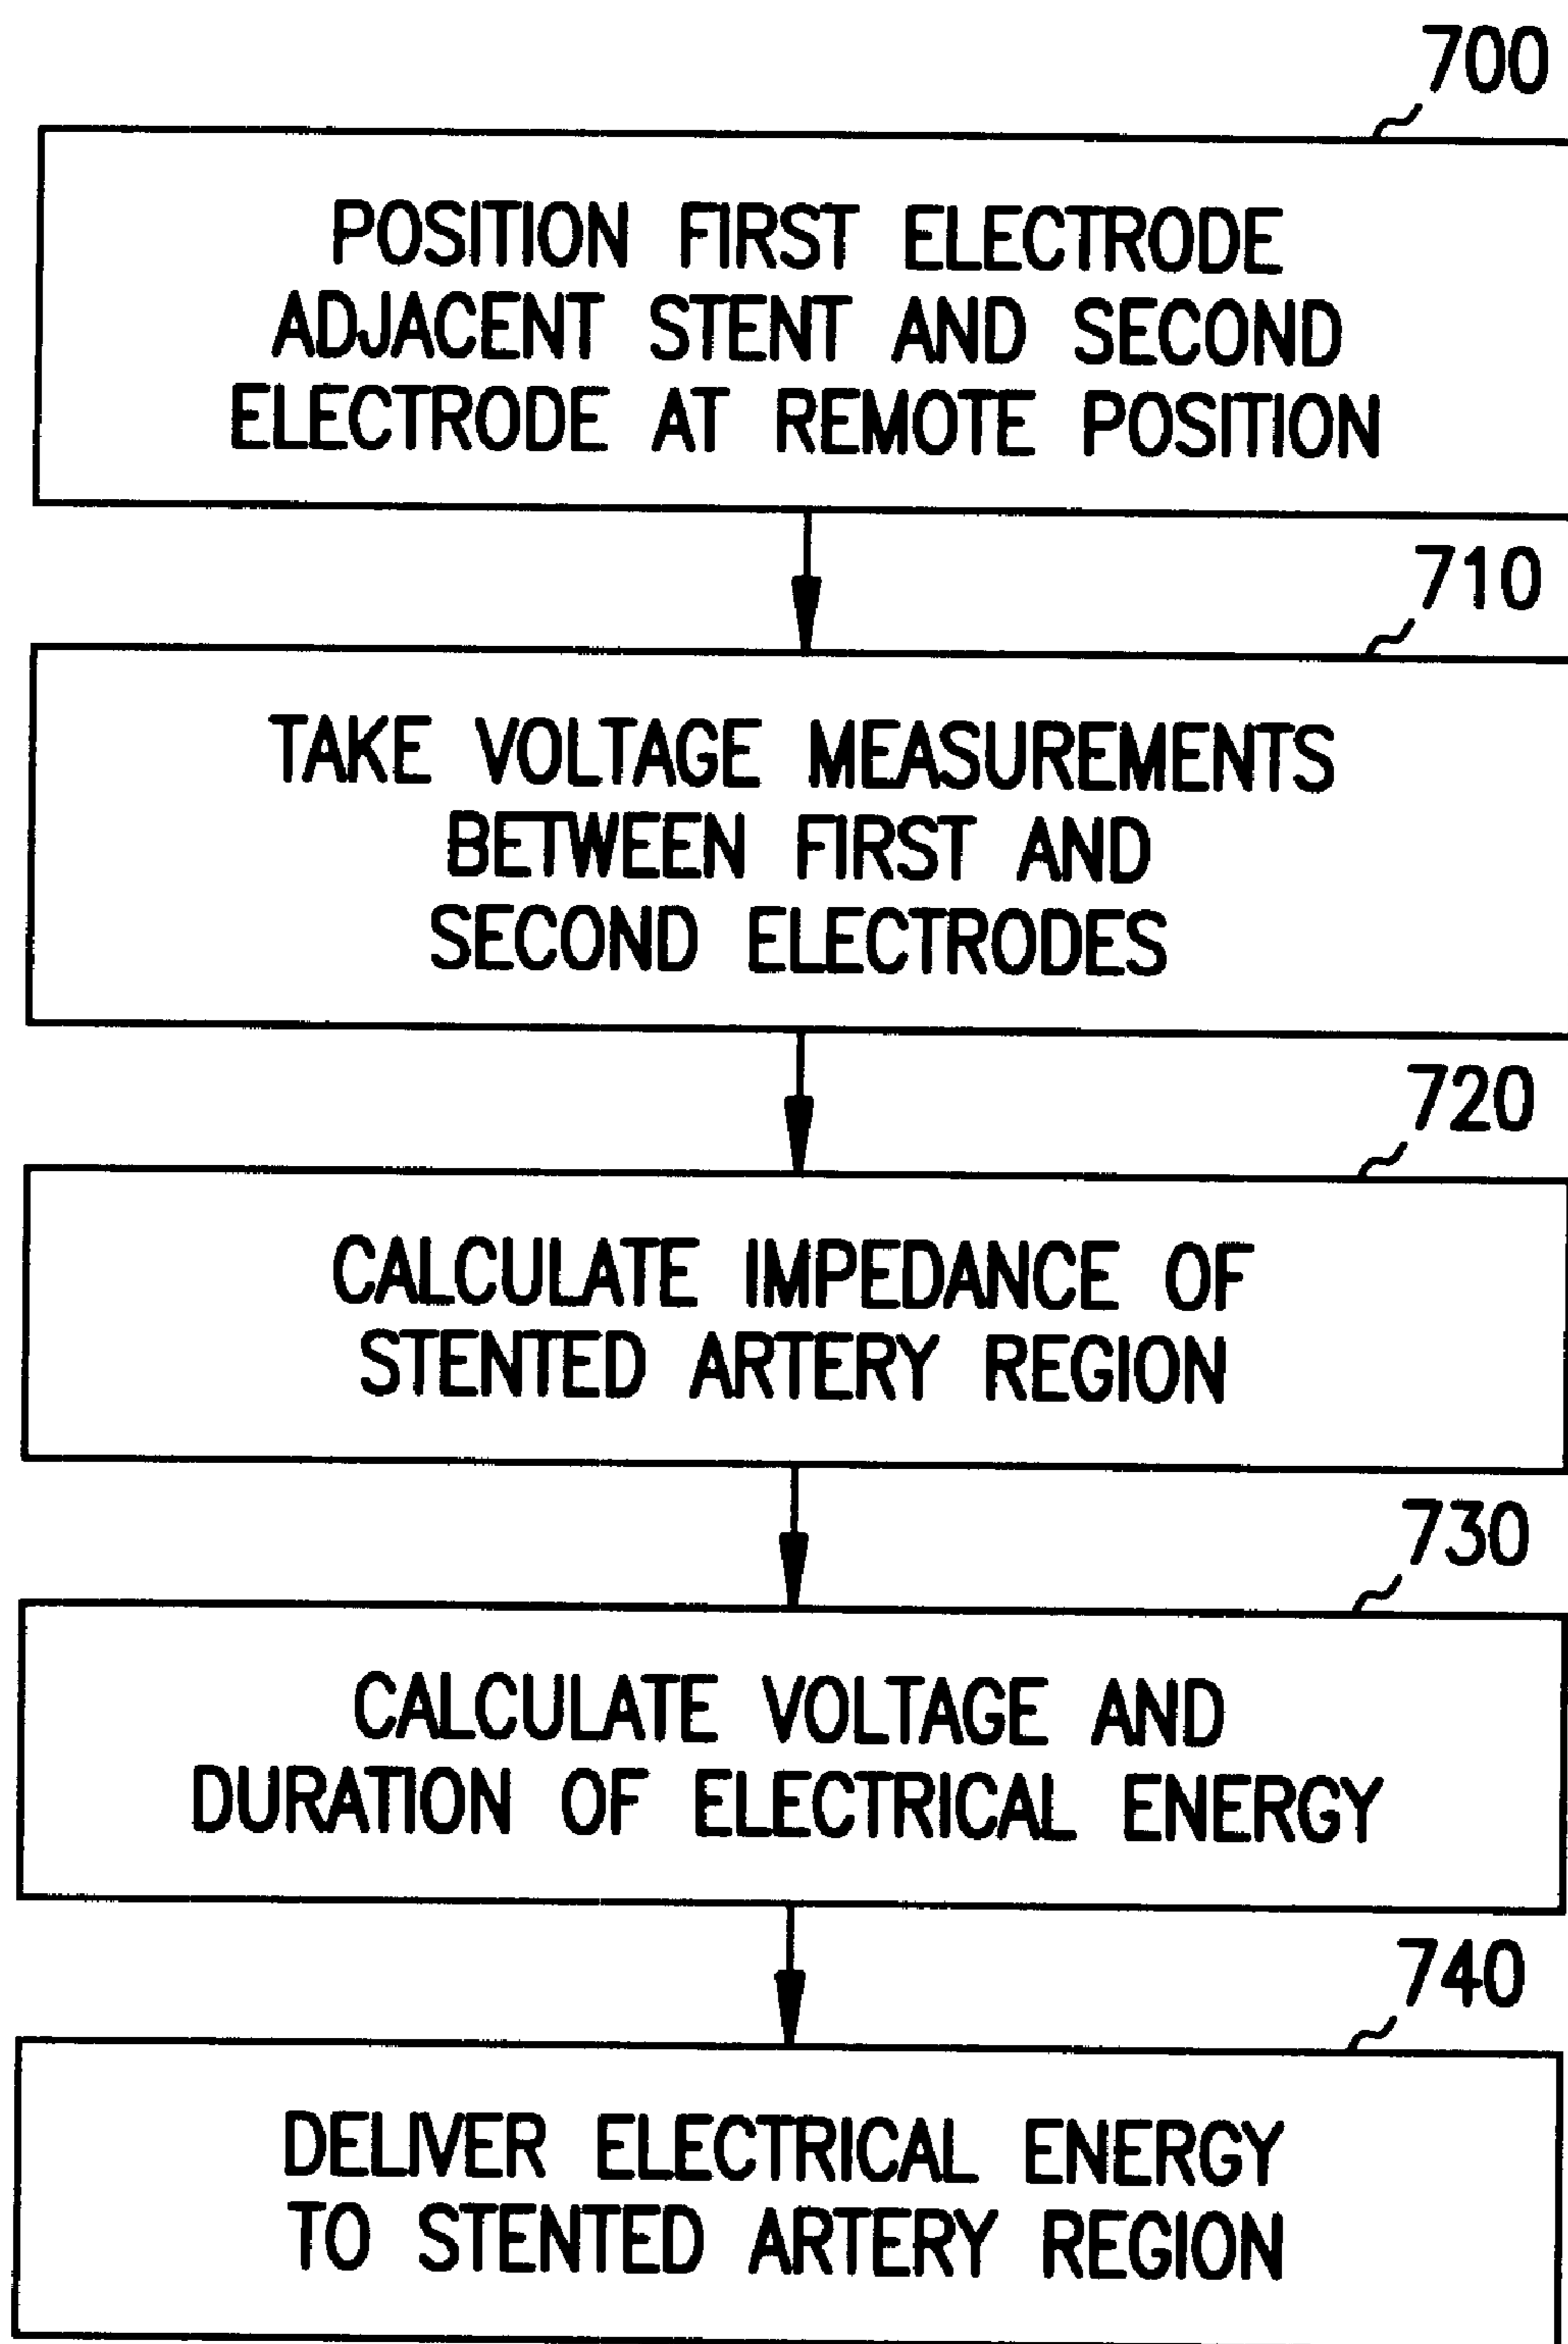 700
POSITION FIRST ELECTRODE
ADJACENT STENT AND SECOND
ELECTRODE AT REMOTE POSITION
710
TAKE VOLTAGE MEASUREMENTS
BETWEEN FIRST AND
SECOND ELECTRODES
720
CALCULATE IMPEDANCE OF
STENTED ARTERY REGION
730
CALCULATE VOLTAGE AND
DURATION OF ELECTRICAL ENERGY
740
DELIVER ELECTRICAL ENERGY
TO STENTED ARTERY REGION